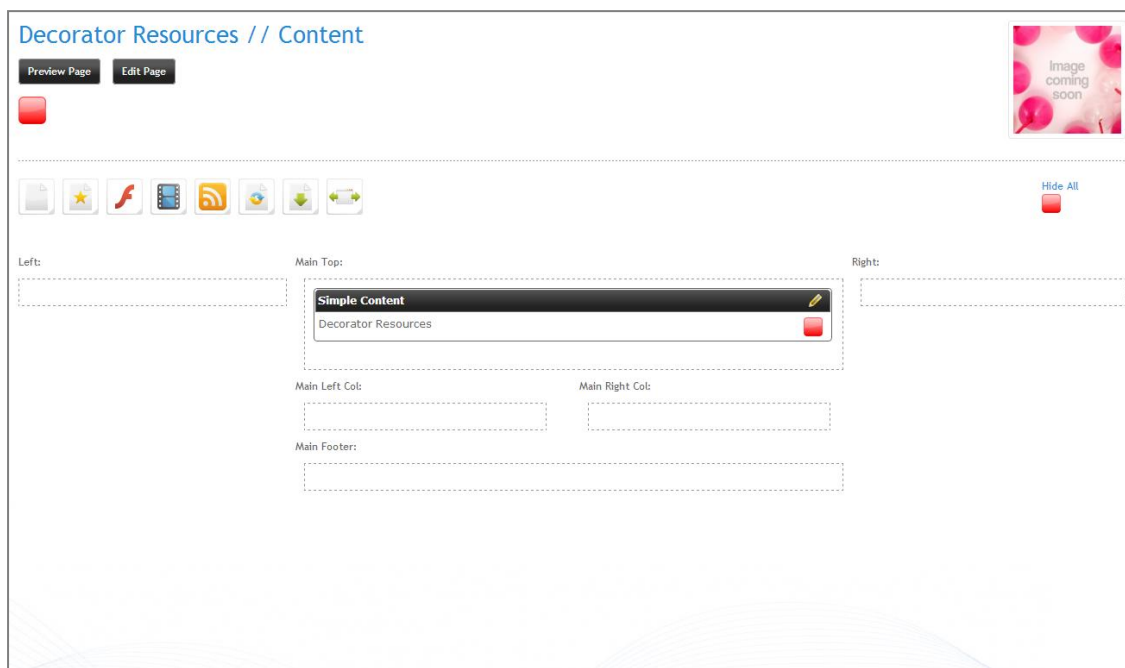 Decorator Resources // Content
Preview Page Edit Page
Image
coming
soon
Hide All
Left: Main Top: Right:
Simple Content
Decorator Resources
Main Left Col: Main Right Col:
Main Footer: